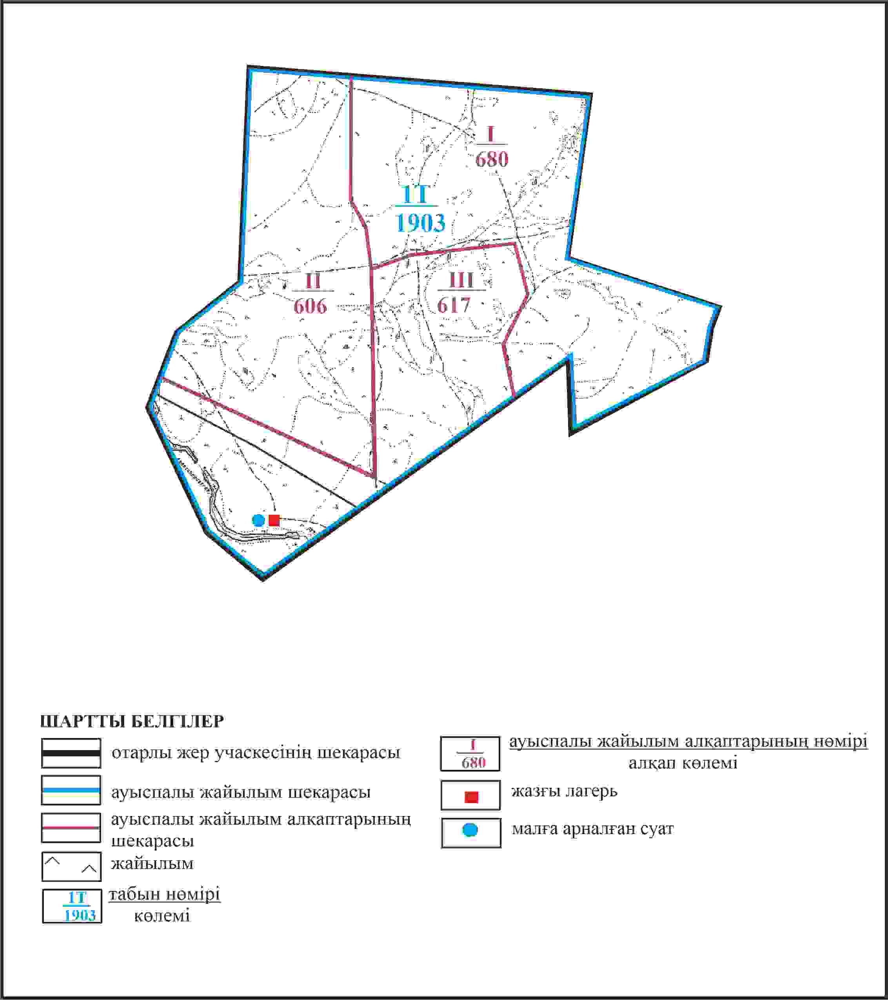 I
680
1Т
1903
II
606
III
617
ШАРТТЫ БЕЛГІЛЕР
отарлы жер учаскесінің шекарасы
ауыспалы жайылым шекарасы
ауыспалы жайылым алқаптарының
шекарасы
жайылым
1Т
1903
табын нөмірі
көлемі
I
680
ауыспалы жайылым алқаптарының нөмірі
алқап көлемі
жазғы лагерь
малға арналған суат